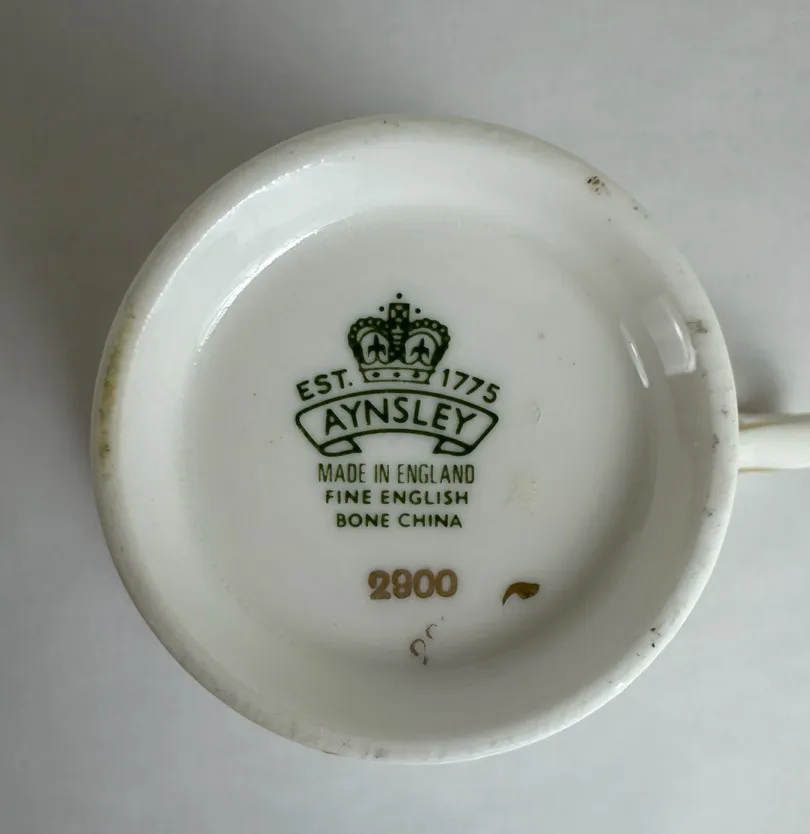 EST. 1775
AYNSLEY
MADE IN ENGLAND
FINE ENGLISH
BONE CHINA
2900